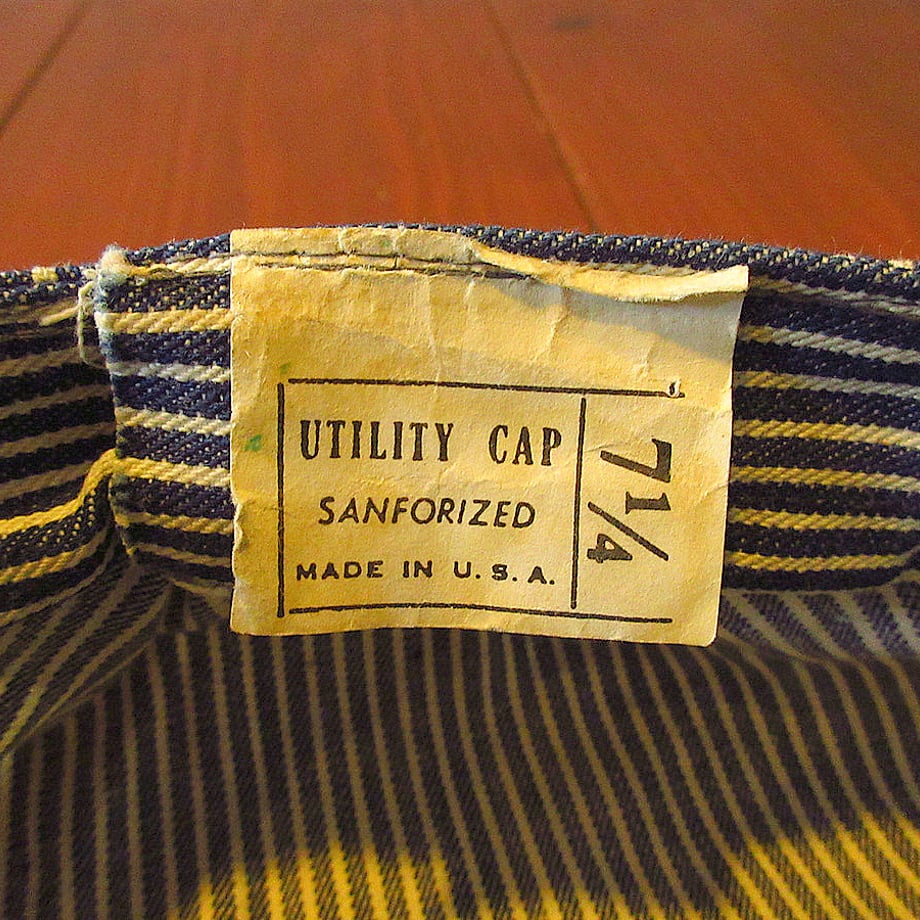 UTILITY CAP
SANFORIZED
MADE IN U.S.A.
7 1/4